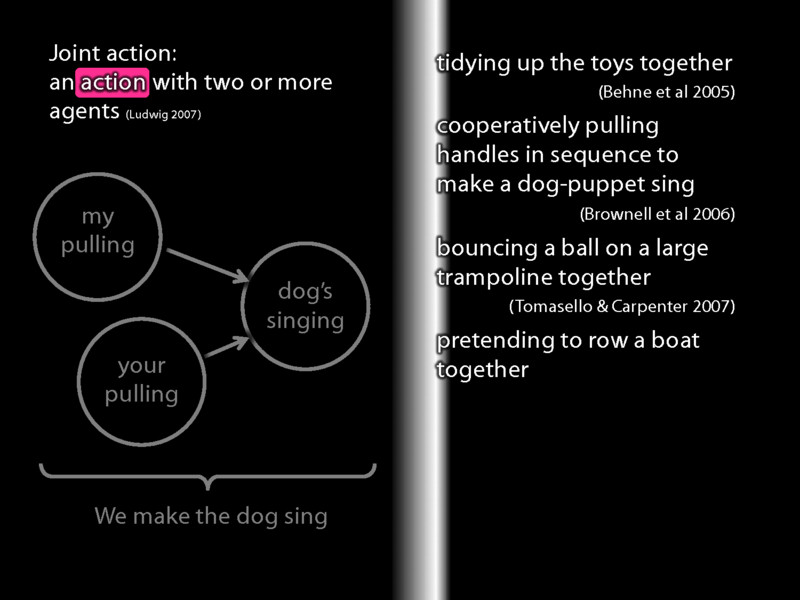 Joint action:
an action with two or more
agents (Ludwig 2007)
my
pulling
dog's
singing
your
pulling
We make the dog sing
tidying up the toys together
(Behne et al 2005)
cooperatively pulling
handles in sequence to
make a dog-puppet sing
(Brownell et al 2006)
bouncing a ball on a large
trampoline together
(Tomasello & Carpenter 2007)
pretending to row a boat
together